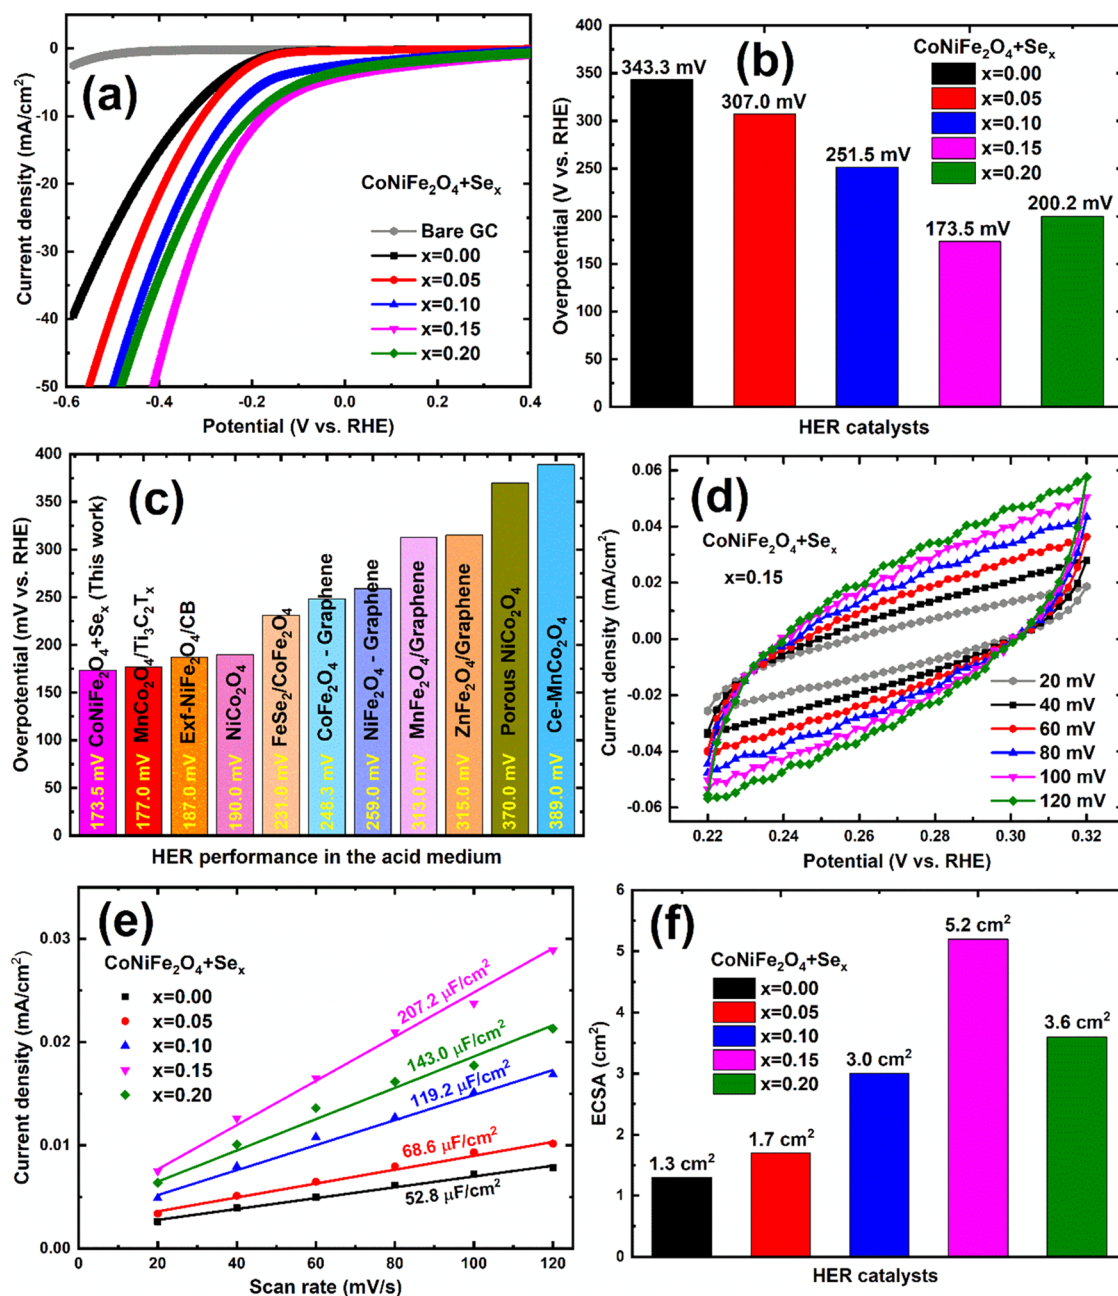 (a)
Current density (mA/cm²)
0
-10
-20
-30
-40
-50
CoNiFe₂O₄+Seₓ
Bare GC
x=0.00
x=0.05
x=0.10
x=0.15
x=0.20
-0.6
-0.4
-0.2
0.0
0.2
0.4
Potential (V vs. RHE)
(b)
Overpotential (V vs. RHE)
400
350
300
250
200
150
100
50
0
CoNiFe₂O₄+Seₓ
x=0.00
x=0.05
x=0.10
x=0.15
x=0.20
343.3 mV
307.0 mV
251.5 mV
173.5 mV
200.2 mV
HER catalysts
(c)
Overpotential (mV vs. RHE)
400
350
300
250
200
150
100
50
0
173.5 mV CoNiFe₂O₄+Seₓ (This work)
177.0 mV MnCo₂O₄/Ti₃C₂Tₓ
187.0 mV Exf-NiFe₂O₄/CB
190.0 mV NiCo₂O₄
231.0 mV FeSe₂/CoFe₂O₄
248.3 mV CoFe₂O₄ - Graphene
259.0 mV NiFe₂O₄ - Graphene
313.0 mV MnFe₂O₄/Graphene
315.0 mV ZnFe₂O₄/Graphene
370.0 mV Porous NiCo₂O₄
389.0 mV Ce-MnCo₂O₄
HER performance in the acid medium
(d)
Current density (mA/cm²)
0.06
0.04
0.02
0.00
-0.02
-0.04
-0.06
CoNiFe₂O₄+Seₓ
x=0.15
20 mV
40 mV
60 mV
80 mV
100 mV
120 mV
0.22
0.24
0.26
0.28
0.30
0.32
Potential (V vs. RHE)
(e)
Current density (mA/cm²)
0.03
0.02
0.01
0.00
CoNiFe₂O₄+Seₓ
x=0.00
x=0.05
x=0.10
x=0.15
x=0.20
207.2 μF/cm²
143.0 μF/cm²
119.2 μF/cm²
68.6 μF/cm²
52.8 μF/cm²
0
20
40
60
80
100
120
Scan rate (mV/s)
(f)
ECSA (cm²)
6
5
4
3
2
1
0
CoNiFe₂O₄+Seₓ
x=0.00
x=0.05
x=0.10
x=0.15
x=0.20
1.3 cm²
1.7 cm²
3.0 cm²
5.2 cm²
3.6 cm²
HER catalysts